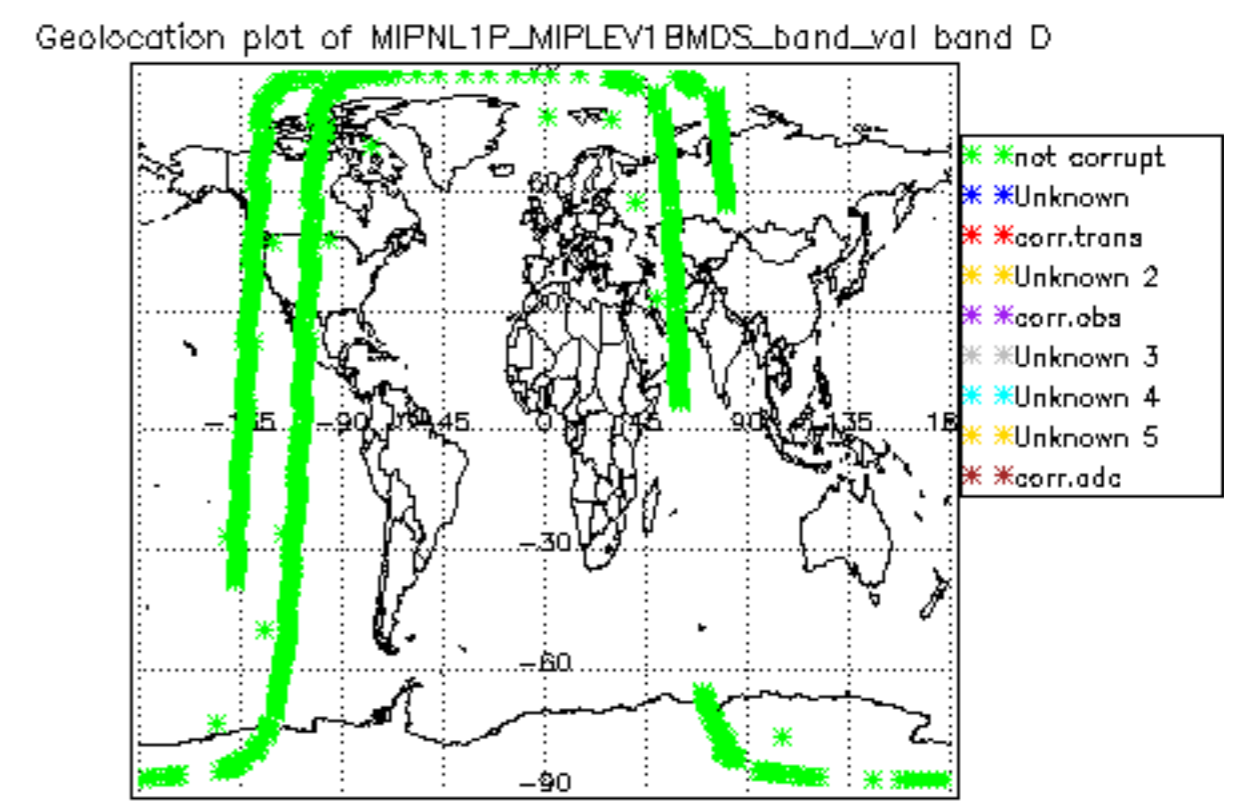 Geolocation plot of MIPNL1P_MIPLEV1BMDS_band_val band D
not corrupt
Unknown
corr.trans
Unknown 2
corr.obs
Unknown 3
Unknown 4
Unknown 5
corr.adc
-90
-45
0
45
90
135
-30
-60
-90